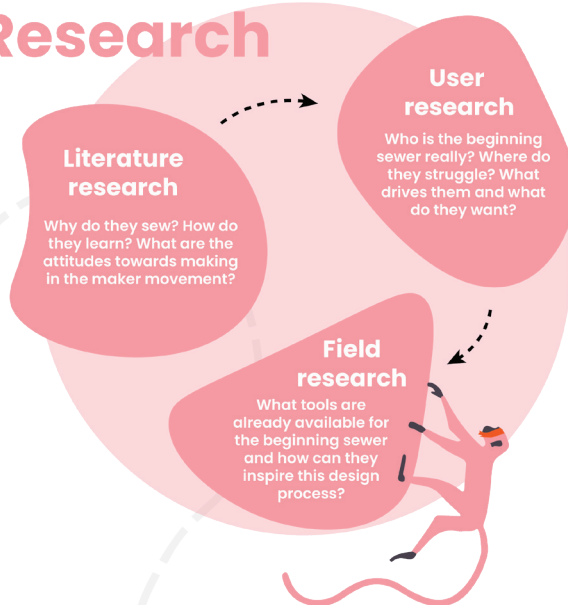 Research
Literature
research
Why do they sew? How do
they learn? What are the
attitudes towards making
in the maker movement?
User
research
Who is the beginning
sewer really? Where do
they struggle? What
drives them and what
do they want?
Field
research
What tools are
already available for
the beginning sewer
and how can they
inspire this design
process?